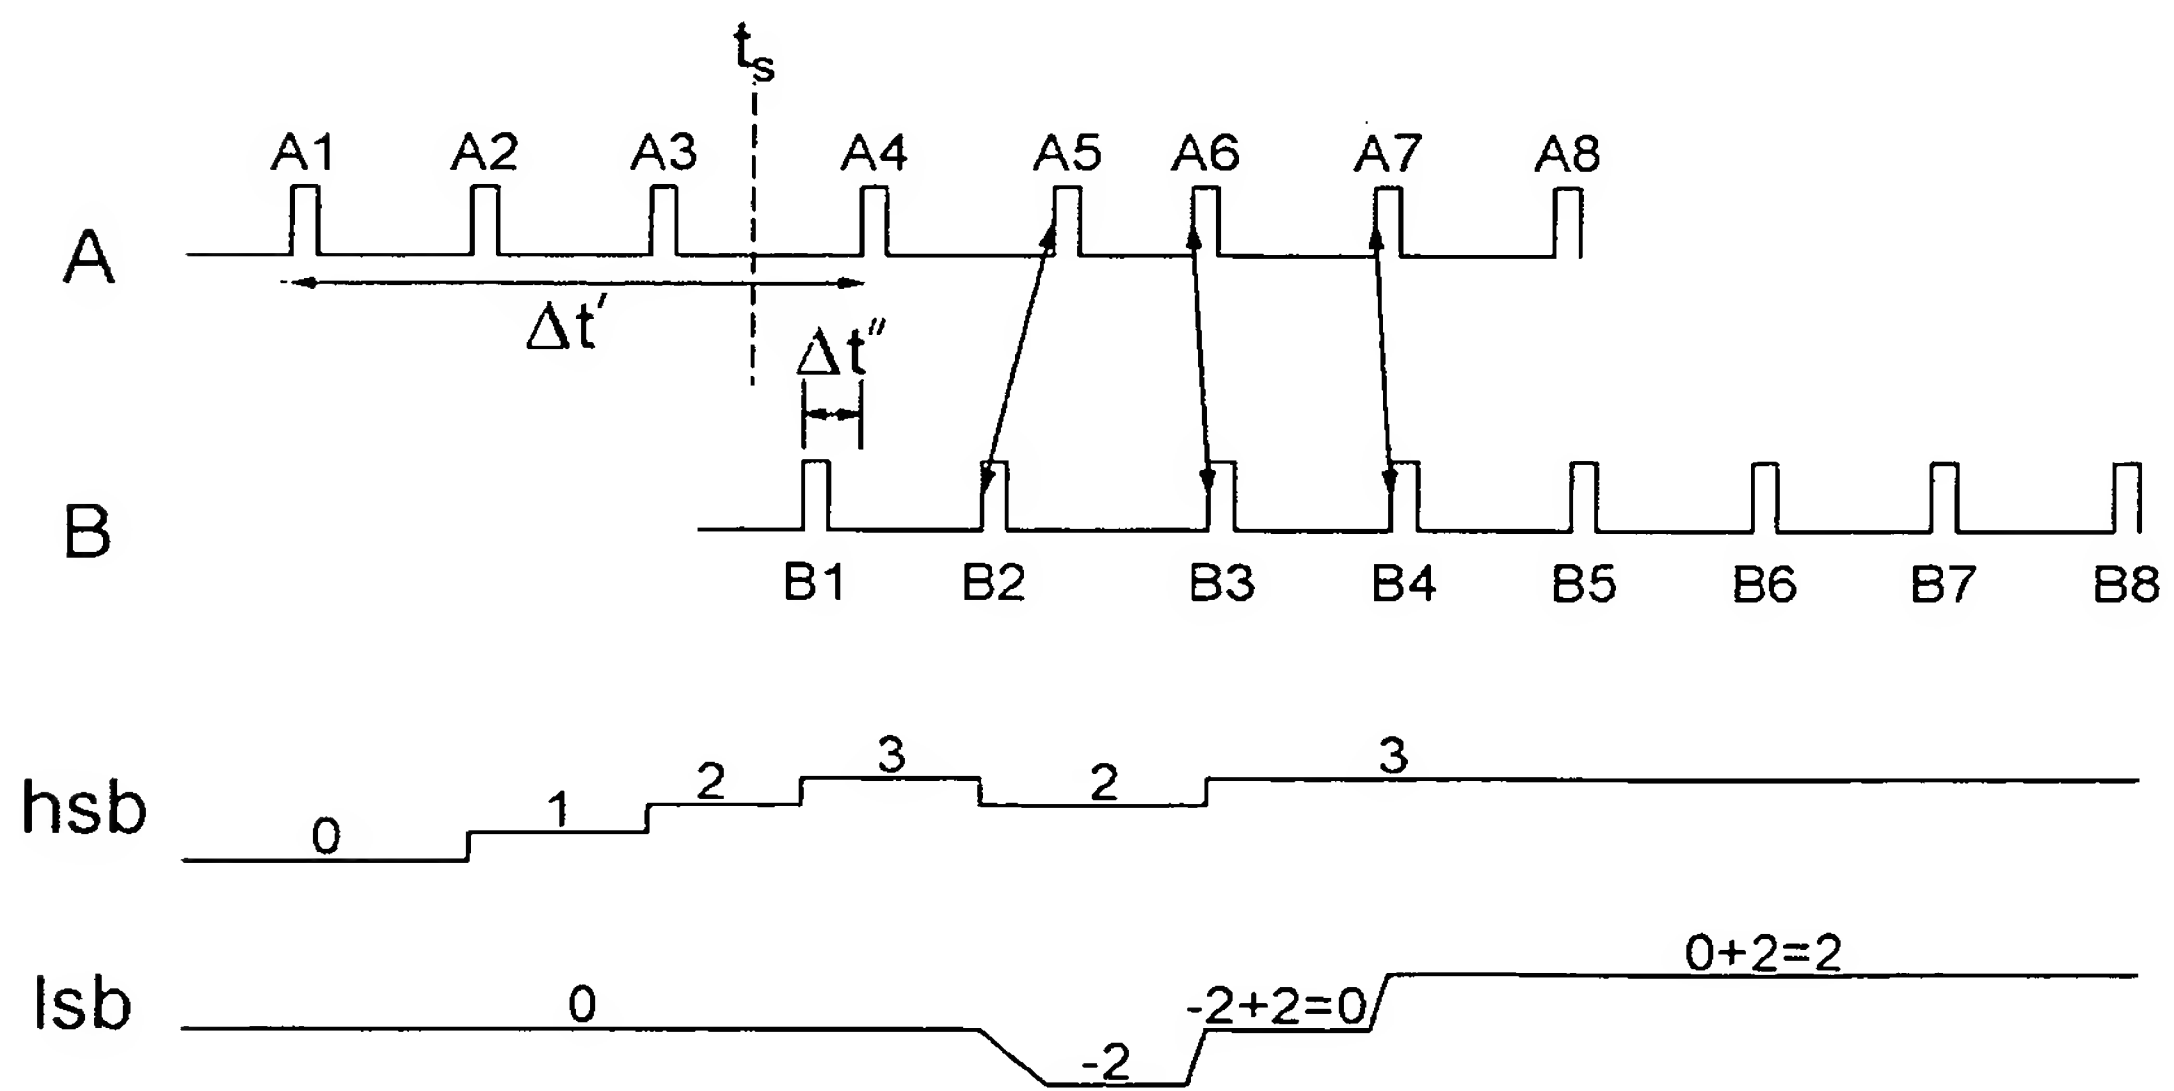 tₛ
A1 A2 A3 A4 A5 A6 A7 A8
A
Δt′
Δt″
B
B1 B2 B3 B4 B5 B6 B7 B8
hsb
0 1 2 3 2 3
lsb
0 -2 -2+2=0 0+2=2